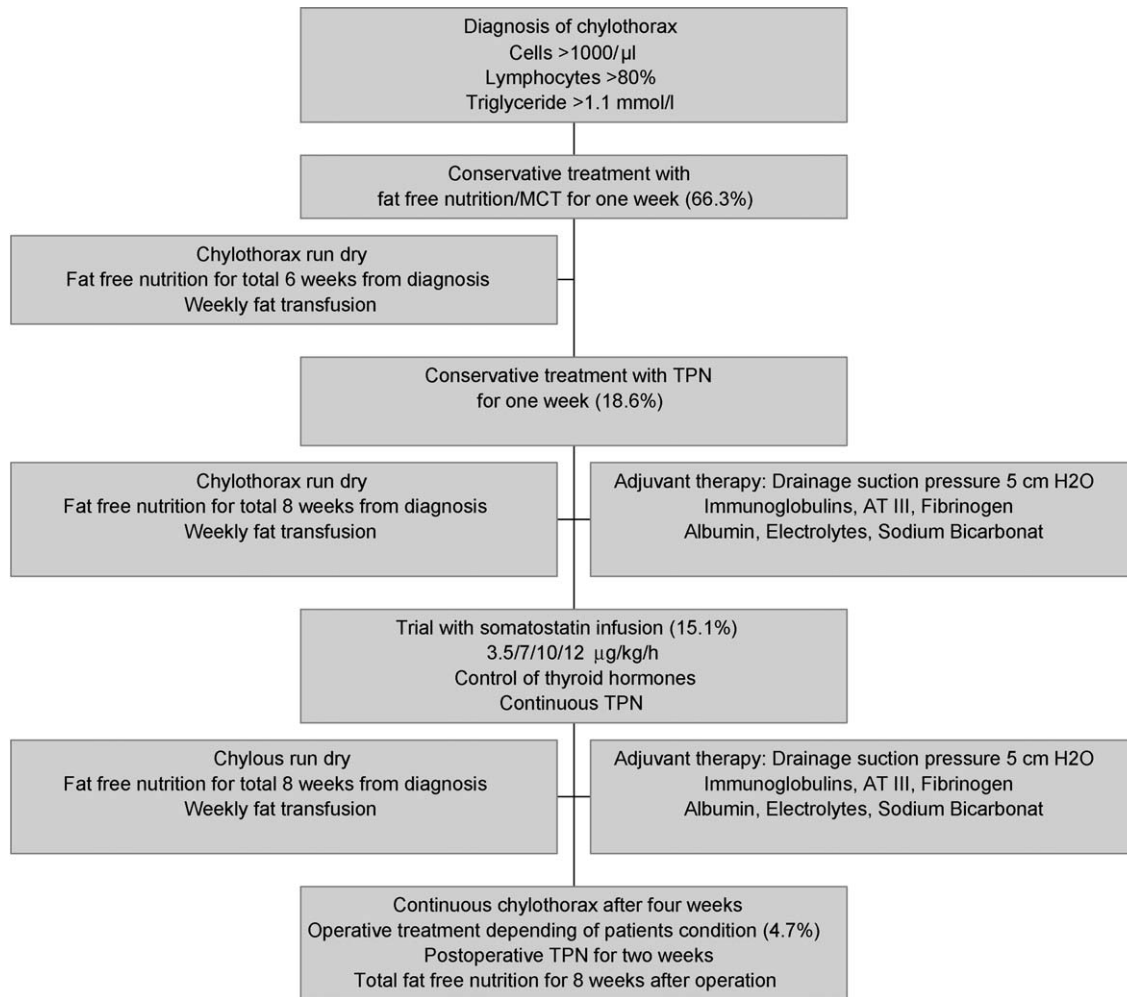 Diagnosis of chylothorax
Cells >1000/µl
Lymphocytes >80%
Triglyceride >1.1 mmol/l
Conservative treatment with
fat free nutrition/MCT for one week (66.3%)
Chylothorax run dry
Fat free nutrition for total 6 weeks from diagnosis
Weekly fat transfusion
Conservative treatment with TPN
for one week (18.6%)
Chylothorax run dry
Fat free nutrition for total 8 weeks from diagnosis
Weekly fat transfusion
Adjuvant therapy: Drainage suction pressure 5 cm H2O
Immunoglobulins, AT III, Fibrinogen
Albumin, Electrolytes, Sodium Bicarbonat
Trial with somatostatin infusion (15.1%)
3.5/7/10/12 µg/kg/h
Control of thyroid hormones
Continuous TPN
Chylous run dry
Fat free nutrition for total 8 weeks from diagnosis
Weekly fat transfusion
Adjuvant therapy: Drainage suction pressure 5 cm H2O
Immunoglobulins, AT III, Fibrinogen
Albumin, Electrolytes, Sodium Bicarbonat
Continuous chylothorax after four weeks
Operative treatment depending of patients condition (4.7%)
Postoperative TPN for two weeks
Total fat free nutrition for 8 weeks after operation